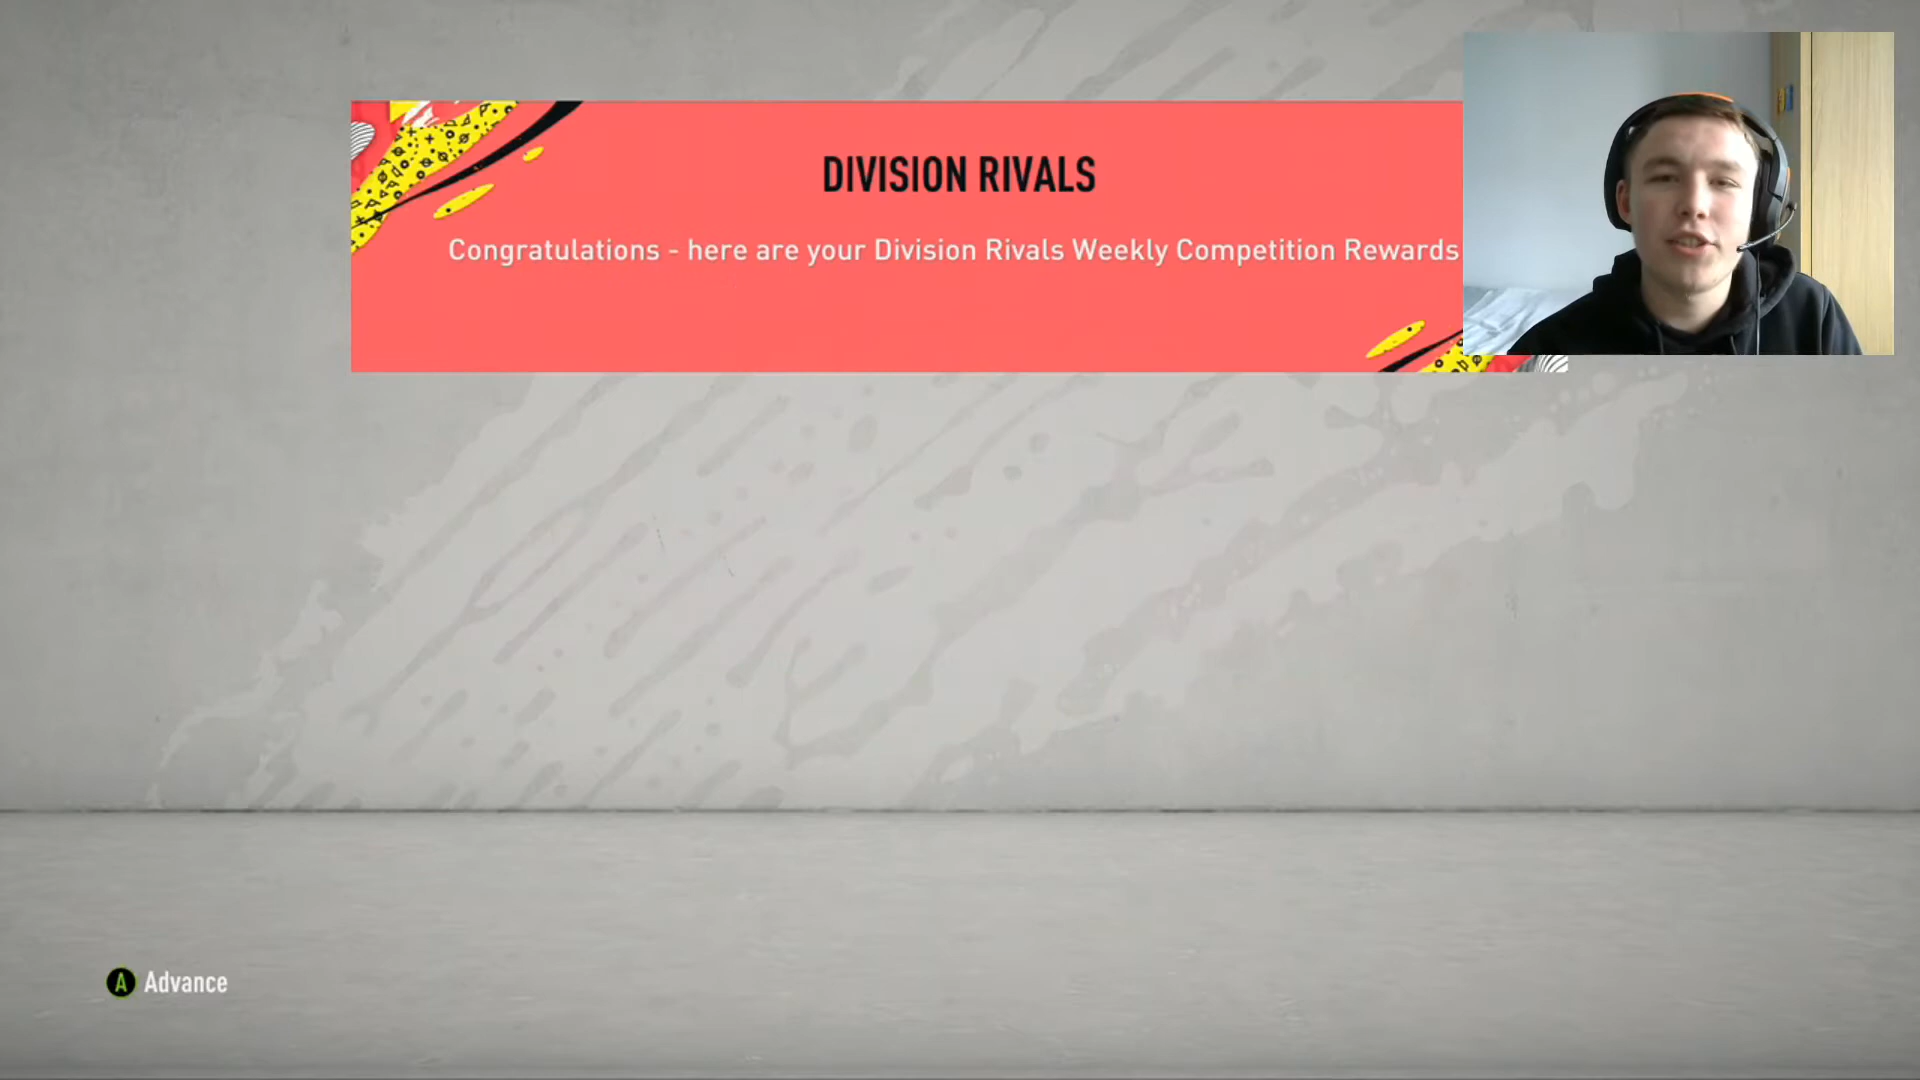 DIVISION RIVALS
Congratulations - here are your Division Rivals Weekly Competition Rewards
A Advance